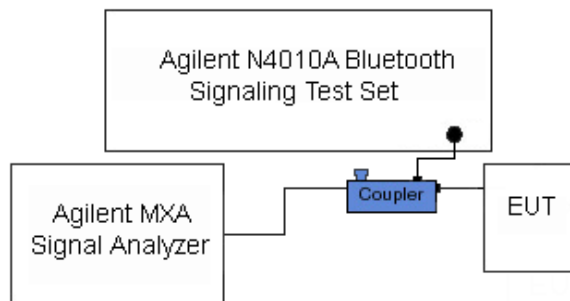 Agilent N4010A Bluetooth
Signaling Test Set
Coupler
Agilent MXA
Signal Analyzer
EUT